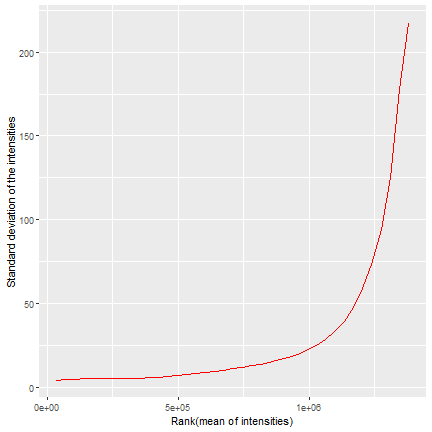 Standard deviation of the intensities
200
150
100
50
0
0e+00 5e+05 1e+06
Rank(mean of intensities)